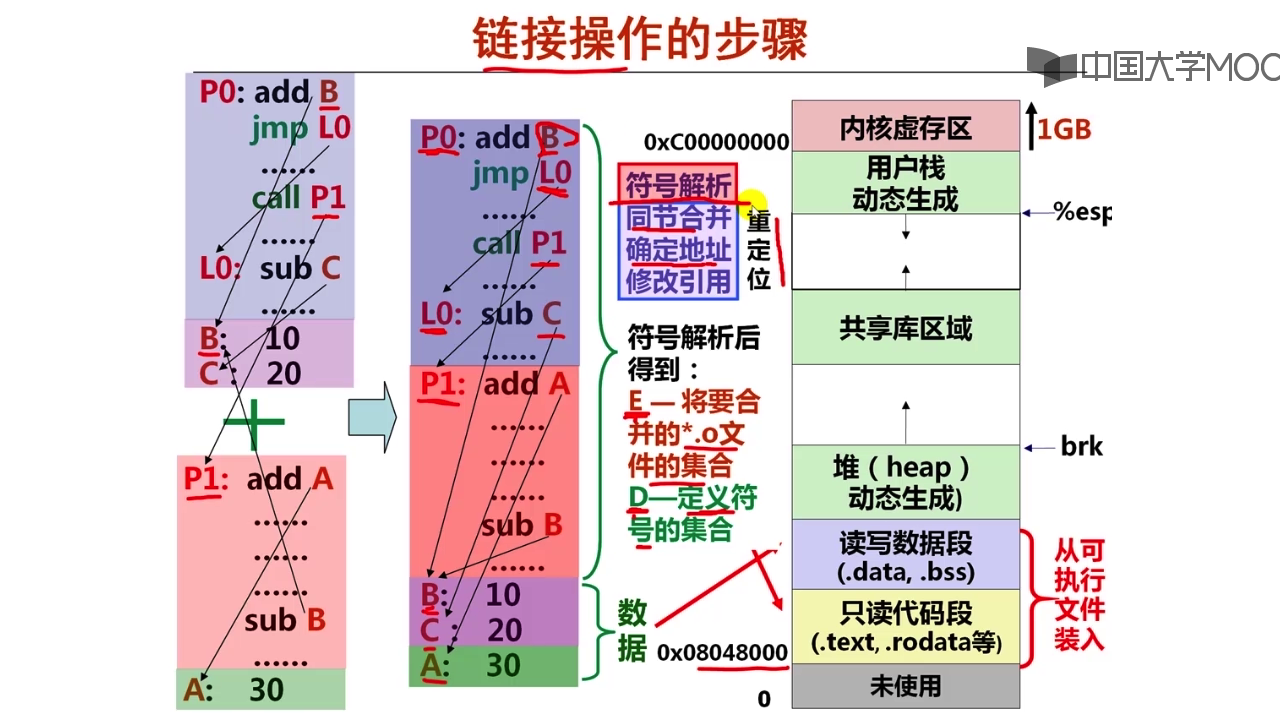 链接操作的步骤
中国大学MOO
P0: add B
jmp L0
......
call P1
......
L0: sub C
......
B: 10
C: 20
P1: add A
......
......
......
sub B
......
A: 30
P0: add B
jmp L0
......
call P1
......
L0: sub C
......
P1: add A
......
......
......
sub B
......
B: 10
C: 20
A: 30
符号解析
同节合并
确定地址
修改引用
重定位
符号解析后
得到：
E — 将要合
并的*.o文
件的集合
D—定义符
号的集合
数据
0xC00000000
0x08048000
0
内核虚存区
用户栈
动态生成
共享库区域
堆（heap）
动态生成)
读写数据段
(.data, .bss)
只读代码段
(.text, .rodata等)
未使用
1GB
%esp
brk
从可
执行
文件
装入